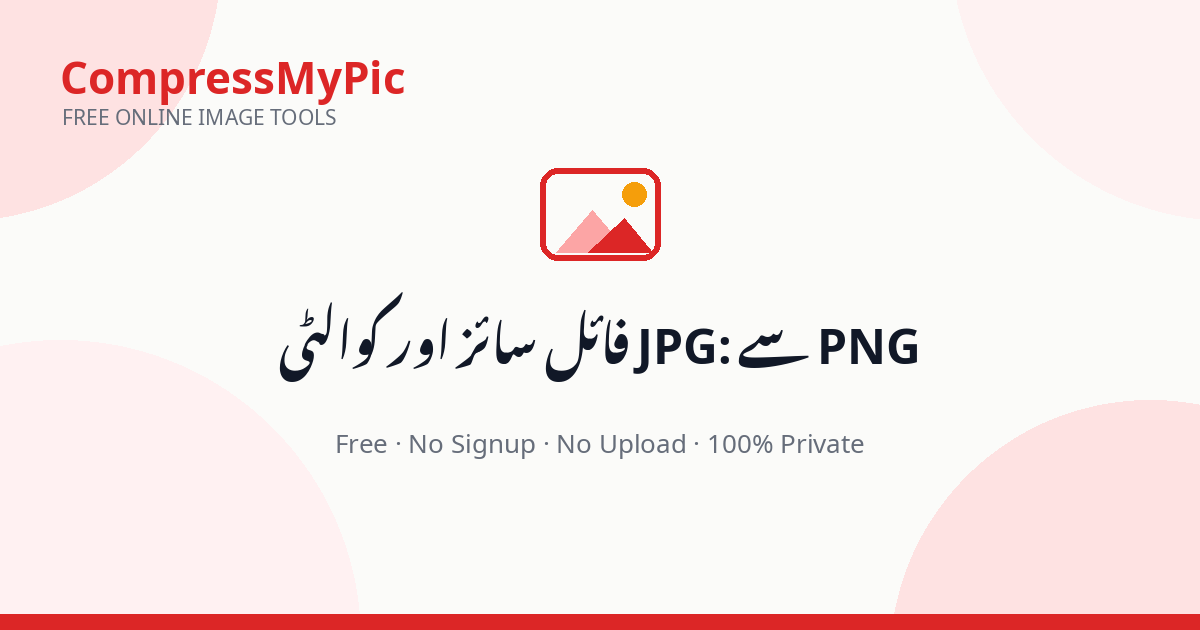 CompressMyPic
FREE ONLINE IMAGE TOOLS
PNG سے JPG: فائل سائز اور کوالٹی
Free · No Signup · No Upload · 100% Private